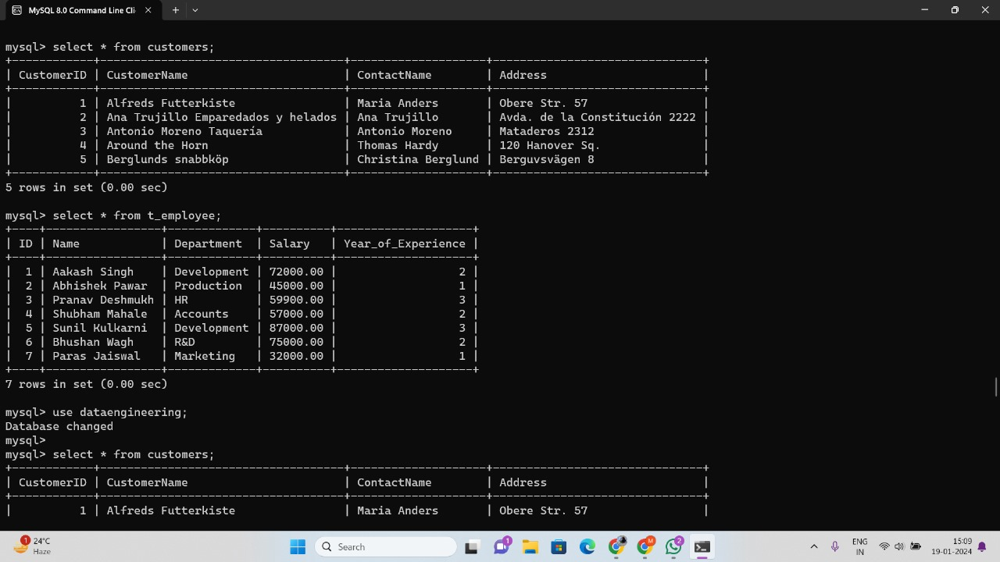 MySQL 8.0 Command Line Cli
mysql> select * from customers;
+------------+------------------------------------+--------------------+-------------------------------+
| CustomerID | CustomerName | ContactName | Address |
+------------+------------------------------------+--------------------+-------------------------------+
| 1 | Alfreds Futterkiste | Maria Anders | Obere Str. 57 |
| 2 | Ana Trujillo Emparedados y helados | Ana Trujillo | Avda. de la Constitución 2222 |
| 3 | Antonio Moreno Taquería | Antonio Moreno | Mataderos 2312 |
| 4 | Around the Horn | Thomas Hardy | 120 Hanover Sq. |
| 5 | Berglunds snabbköp | Christina Berglund | Berguvsvägen 8 |
+------------+------------------------------------+--------------------+-------------------------------+
5 rows in set (0.00 sec)
mysql> select * from t_employee;
+----+-----------------+-------------+----------+--------------------+
| ID | Name | Department | Salary | Year_of_Experience |
+----+-----------------+-------------+----------+--------------------+
| 1 | Aakash Singh | Development | 72000.00 | 2 |
| 2 | Abhishek Pawar | Production | 45000.00 | 1 |
| 3 | Pranav Deshmukh | HR | 59900.00 | 3 |
| 4 | Shubham Mahale | Accounts | 57000.00 | 2 |
| 5 | Sunil Kulkarni | Development | 87000.00 | 3 |
| 6 | Bhushan Wagh | R&D | 75000.00 | 2 |
| 7 | Paras Jaiswal | Marketing | 32000.00 | 1 |
+----+-----------------+-------------+----------+--------------------+
7 rows in set (0.00 sec)
mysql> use dataengineering;
Database changed
mysql>
mysql> select * from customers;
+------------+------------------------------------+--------------------+-------------------------------+
| CustomerID | CustomerName | ContactName | Address |
+------------+------------------------------------+--------------------+-------------------------------+
| 1 | Alfreds Futterkiste | Maria Anders | Obere Str. 57 |
1
24°C
Haze
Search
1
M
2
ENG
IN
15:09
19-01-2024